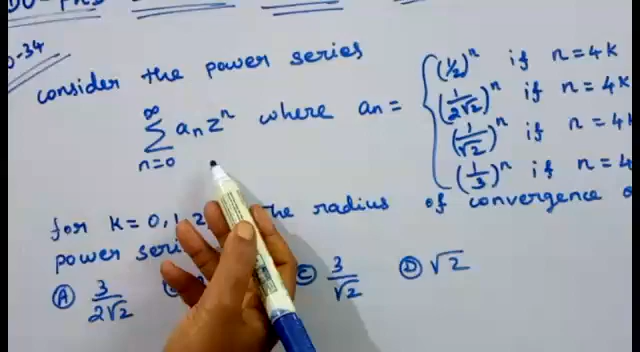 -34
consider the power series
∞
∑ aₙ zⁿ where aₙ =
n=0
(1/2)ⁿ if n = 4k
(1/2√2)ⁿ if n = 4k
(1/√2)ⁿ if n = 4
(1/3)ⁿ if n = 4
for k = 0, 1, 2 the radius of convergence
power seri
Ⓐ 3/2√2 Ⓒ 3/√2 Ⓓ √2